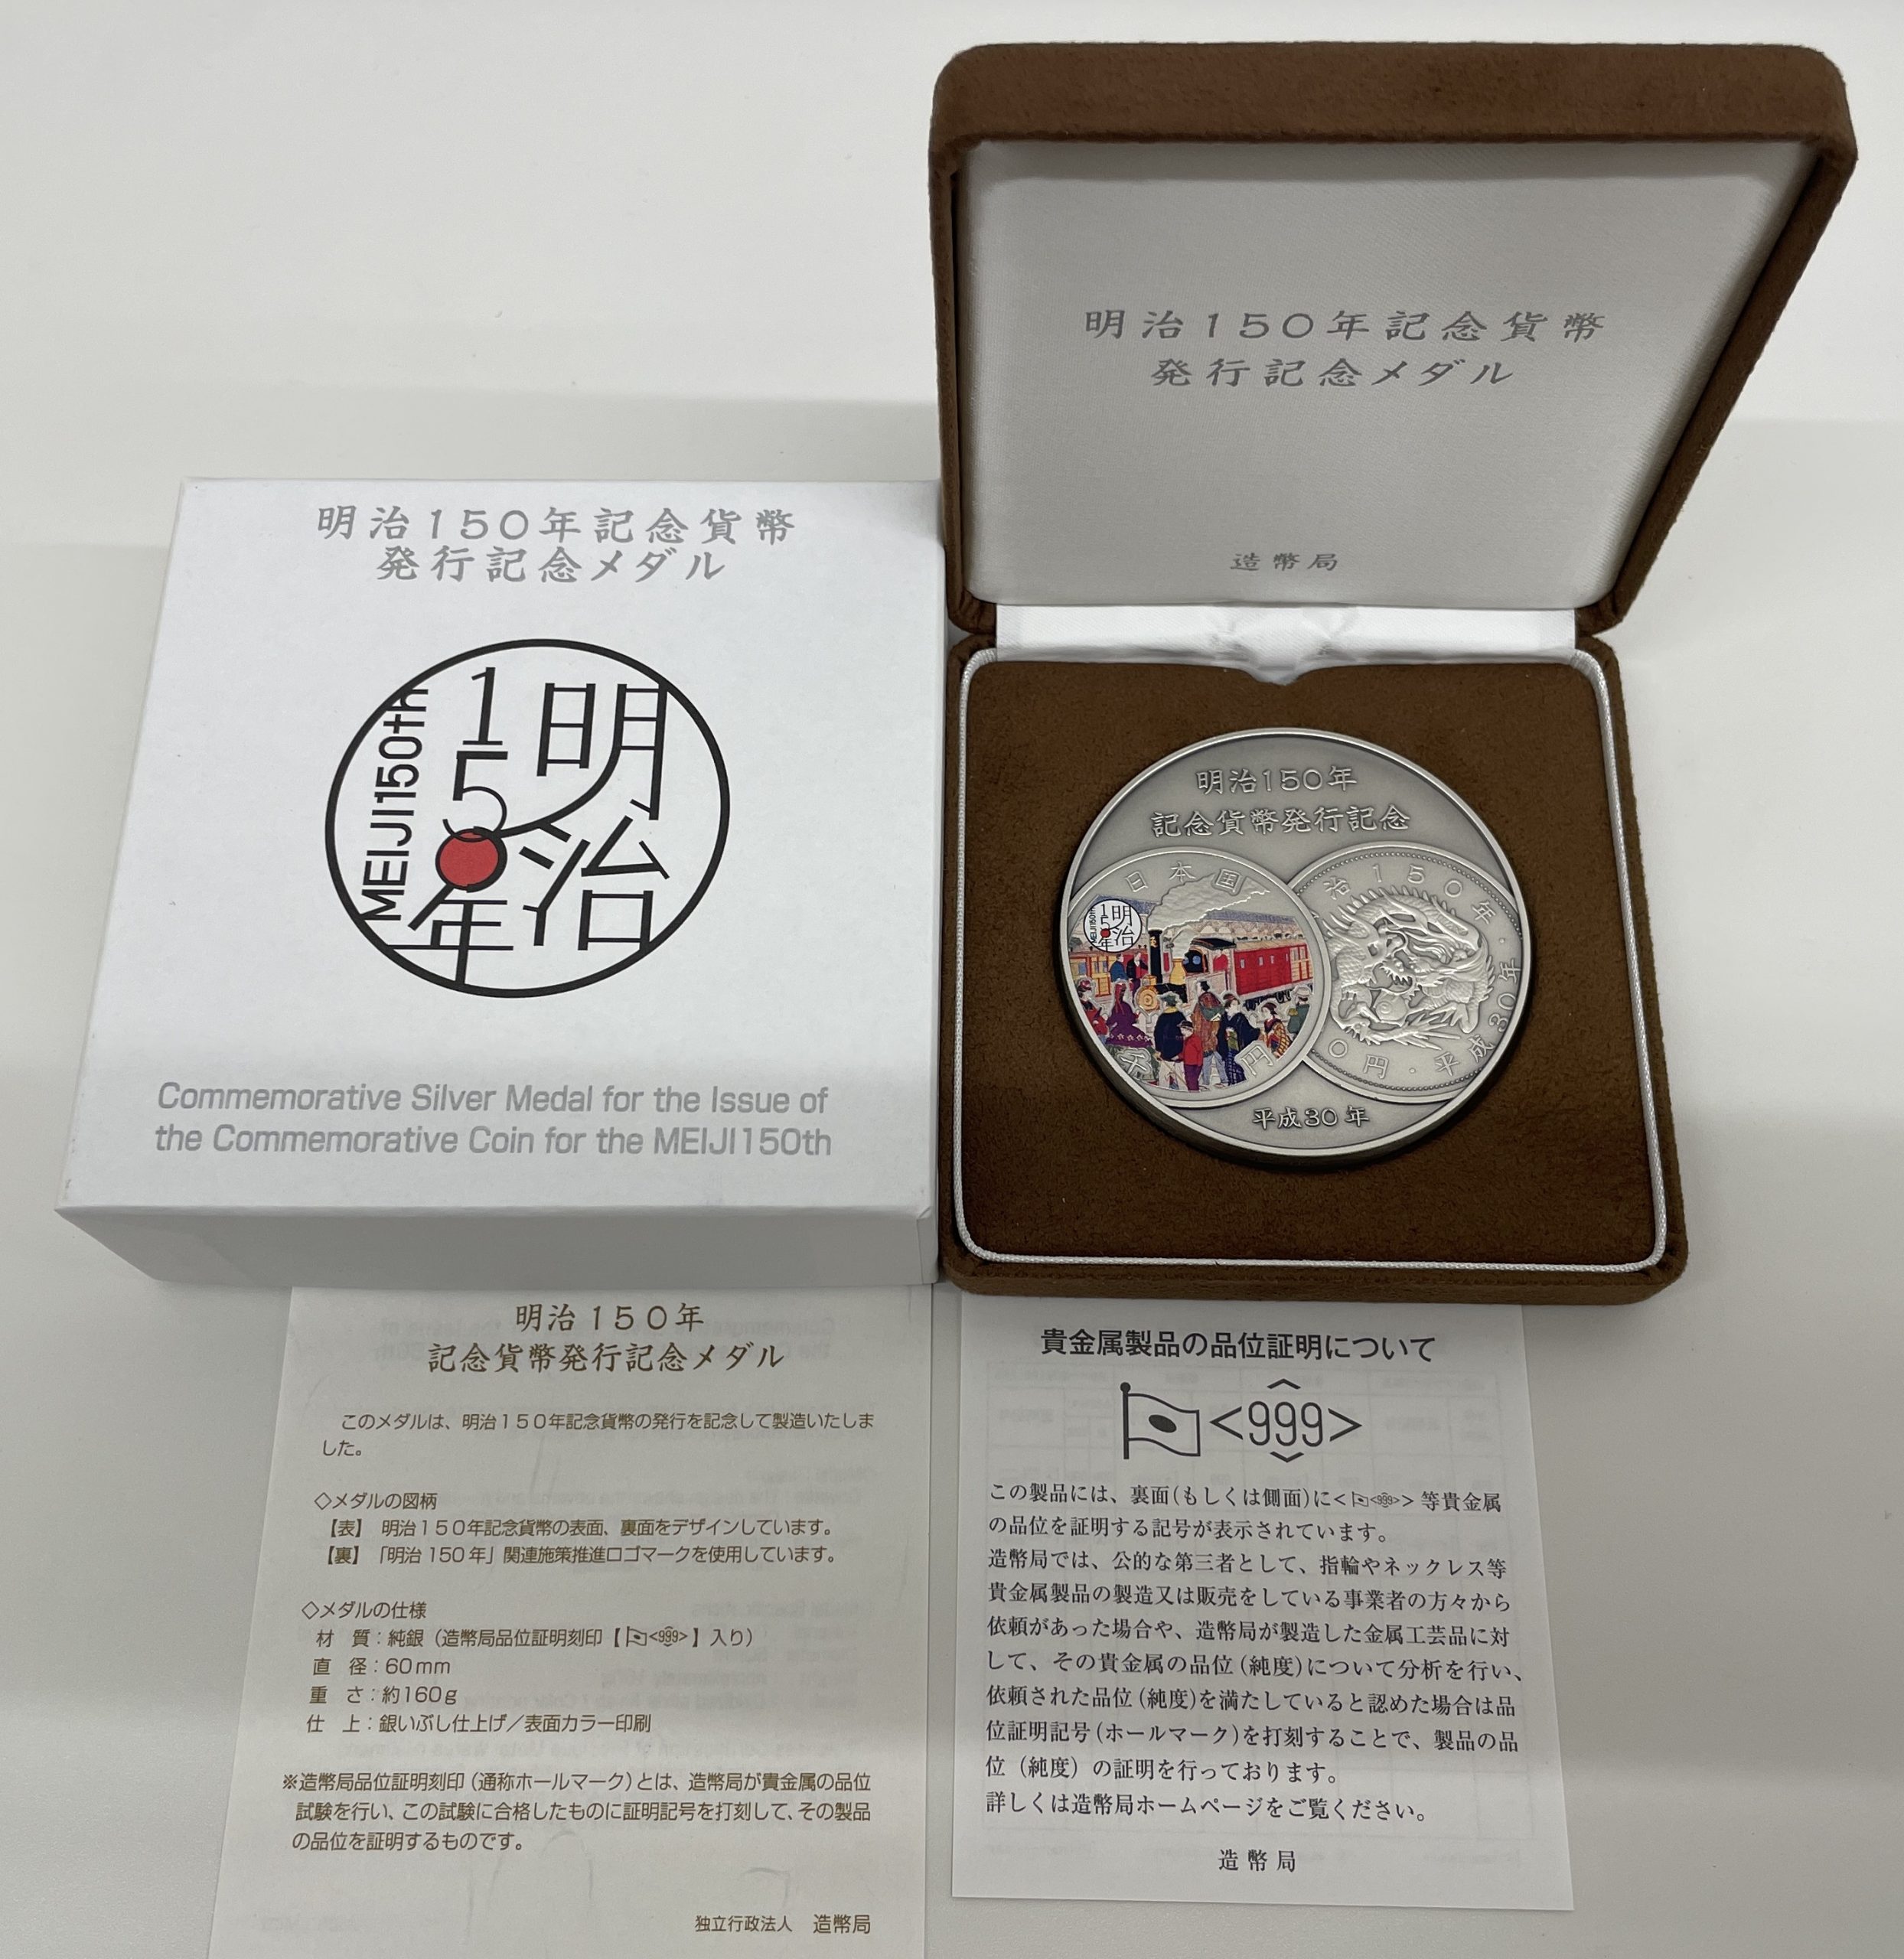 明治150年記念貨幣
発行記念メダル
造幣局
明治150年記念貨幣
発行記念メダル
明治
150年
MEIJI150th
Commemorative Silver Medal for the Issue of
the Commemorative Coin for the MEIJI150th
明治150年
記念貨幣発行記念
日本国
明治
150年
千
円
治150年・
0円・平成30年・
平成30年
明治150年
記念貨幣発行記念メダル
このメダルは、明治150年記念貨幣の発行を記念して製造いたしま
した。
◇メダルの図柄
【表】 明治150年記念貨幣の表面、裏面をデザインしています。
【裏】 「明治150年」関連施策推進ロゴマークを使用しています。
◇メダルの仕様
材 質:純銀(造幣局品位証明刻印【<999>】入り)
直 径:60mm
重 さ:約160g
仕 上:銀いぶし仕上げ/表面カラー印刷
※造幣局品位証明刻印(通称ホールマーク)とは、造幣局が貴金属の品位
試験を行い、この試験に合格したものに証明記号を打刻して、その製品
の品位を証明するものです。
独立行政法人 造幣局
貴金属製品の品位証明について
<999>
この製品には、裏面(もしくは側面)に<<999>>等貴金属
の品位を証明する記号が表示されています。
造幣局では、公的な第三者として、指輪やネックレス等
貴金属製品の製造又は販売をしている事業者の方々から
依頼があった場合や、造幣局が製造した金属工芸品に対
して、その貴金属の品位(純度)について分析を行い、
依頼された品位(純度)を満たしていると認めた場合は品
位証明記号(ホールマーク)を打刻することで、製品の品
位(純度)の証明を行っております。
詳しくは造幣局ホームページをご覧ください。
造幣局